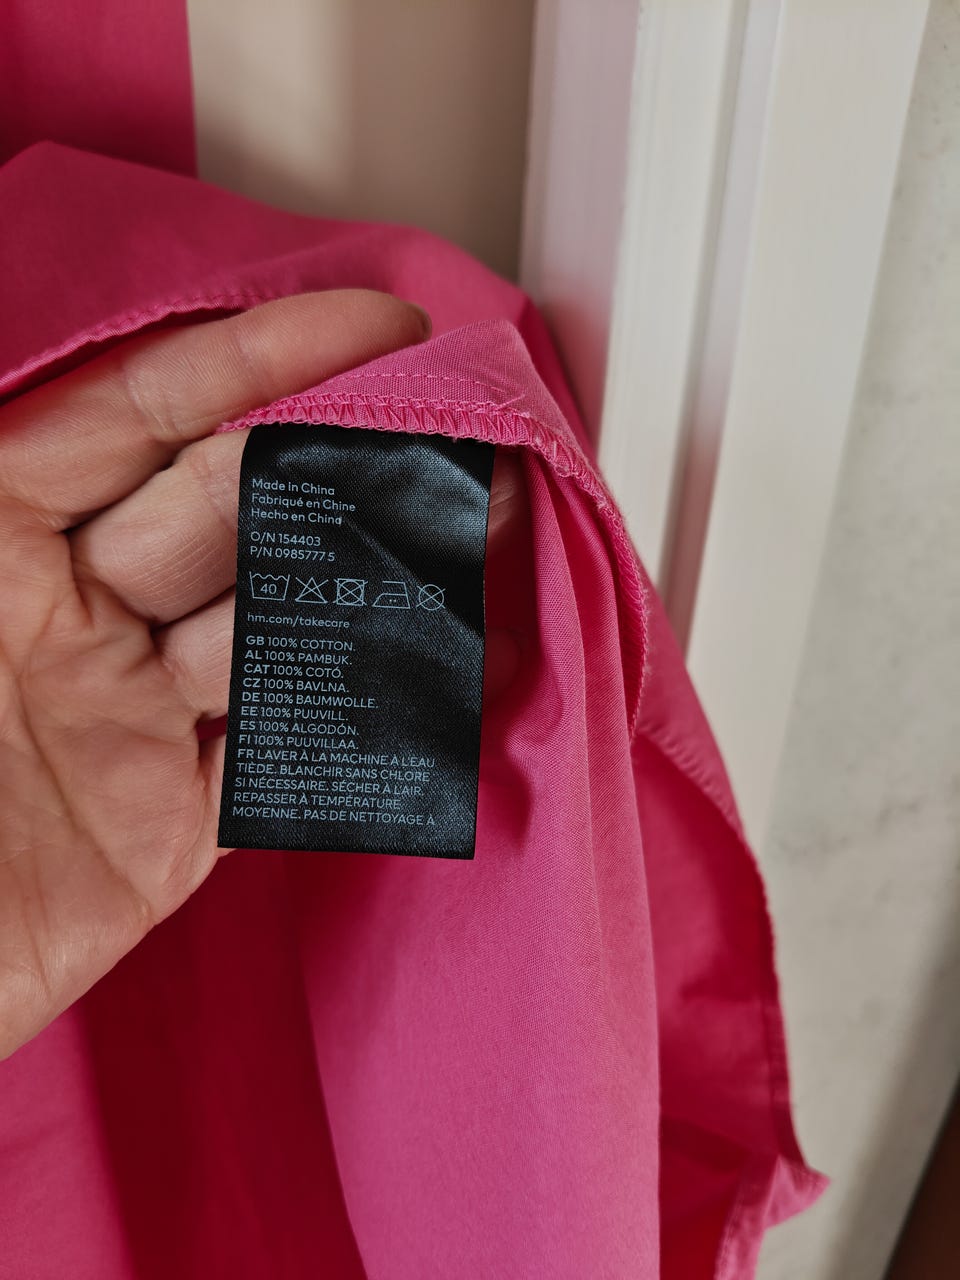 Made in China
Fabriqué en Chine
Hecho en China
O/N 154403
P/N 0985777 5
40
hm.com/takecare
GB 100% COTTON.
AL 100% PAMBUK.
CAT 100% COTÓ.
CZ 100% BAVLNA.
DE 100% BAUMWOLLE.
EE 100% PUUVILL.
ES 100% ALGODÓN.
FI 100% PUUVILLAA.
FR LAVER À LA MACHINE À L'EAU
TIÈDE. BLANCHIR SANS CHLORE
SI NÉCESSAIRE. SÉCHER À L'AIR.
REPASSER À TEMPÉRATURE
MOYENNE. PAS DE NETTOYAGE À